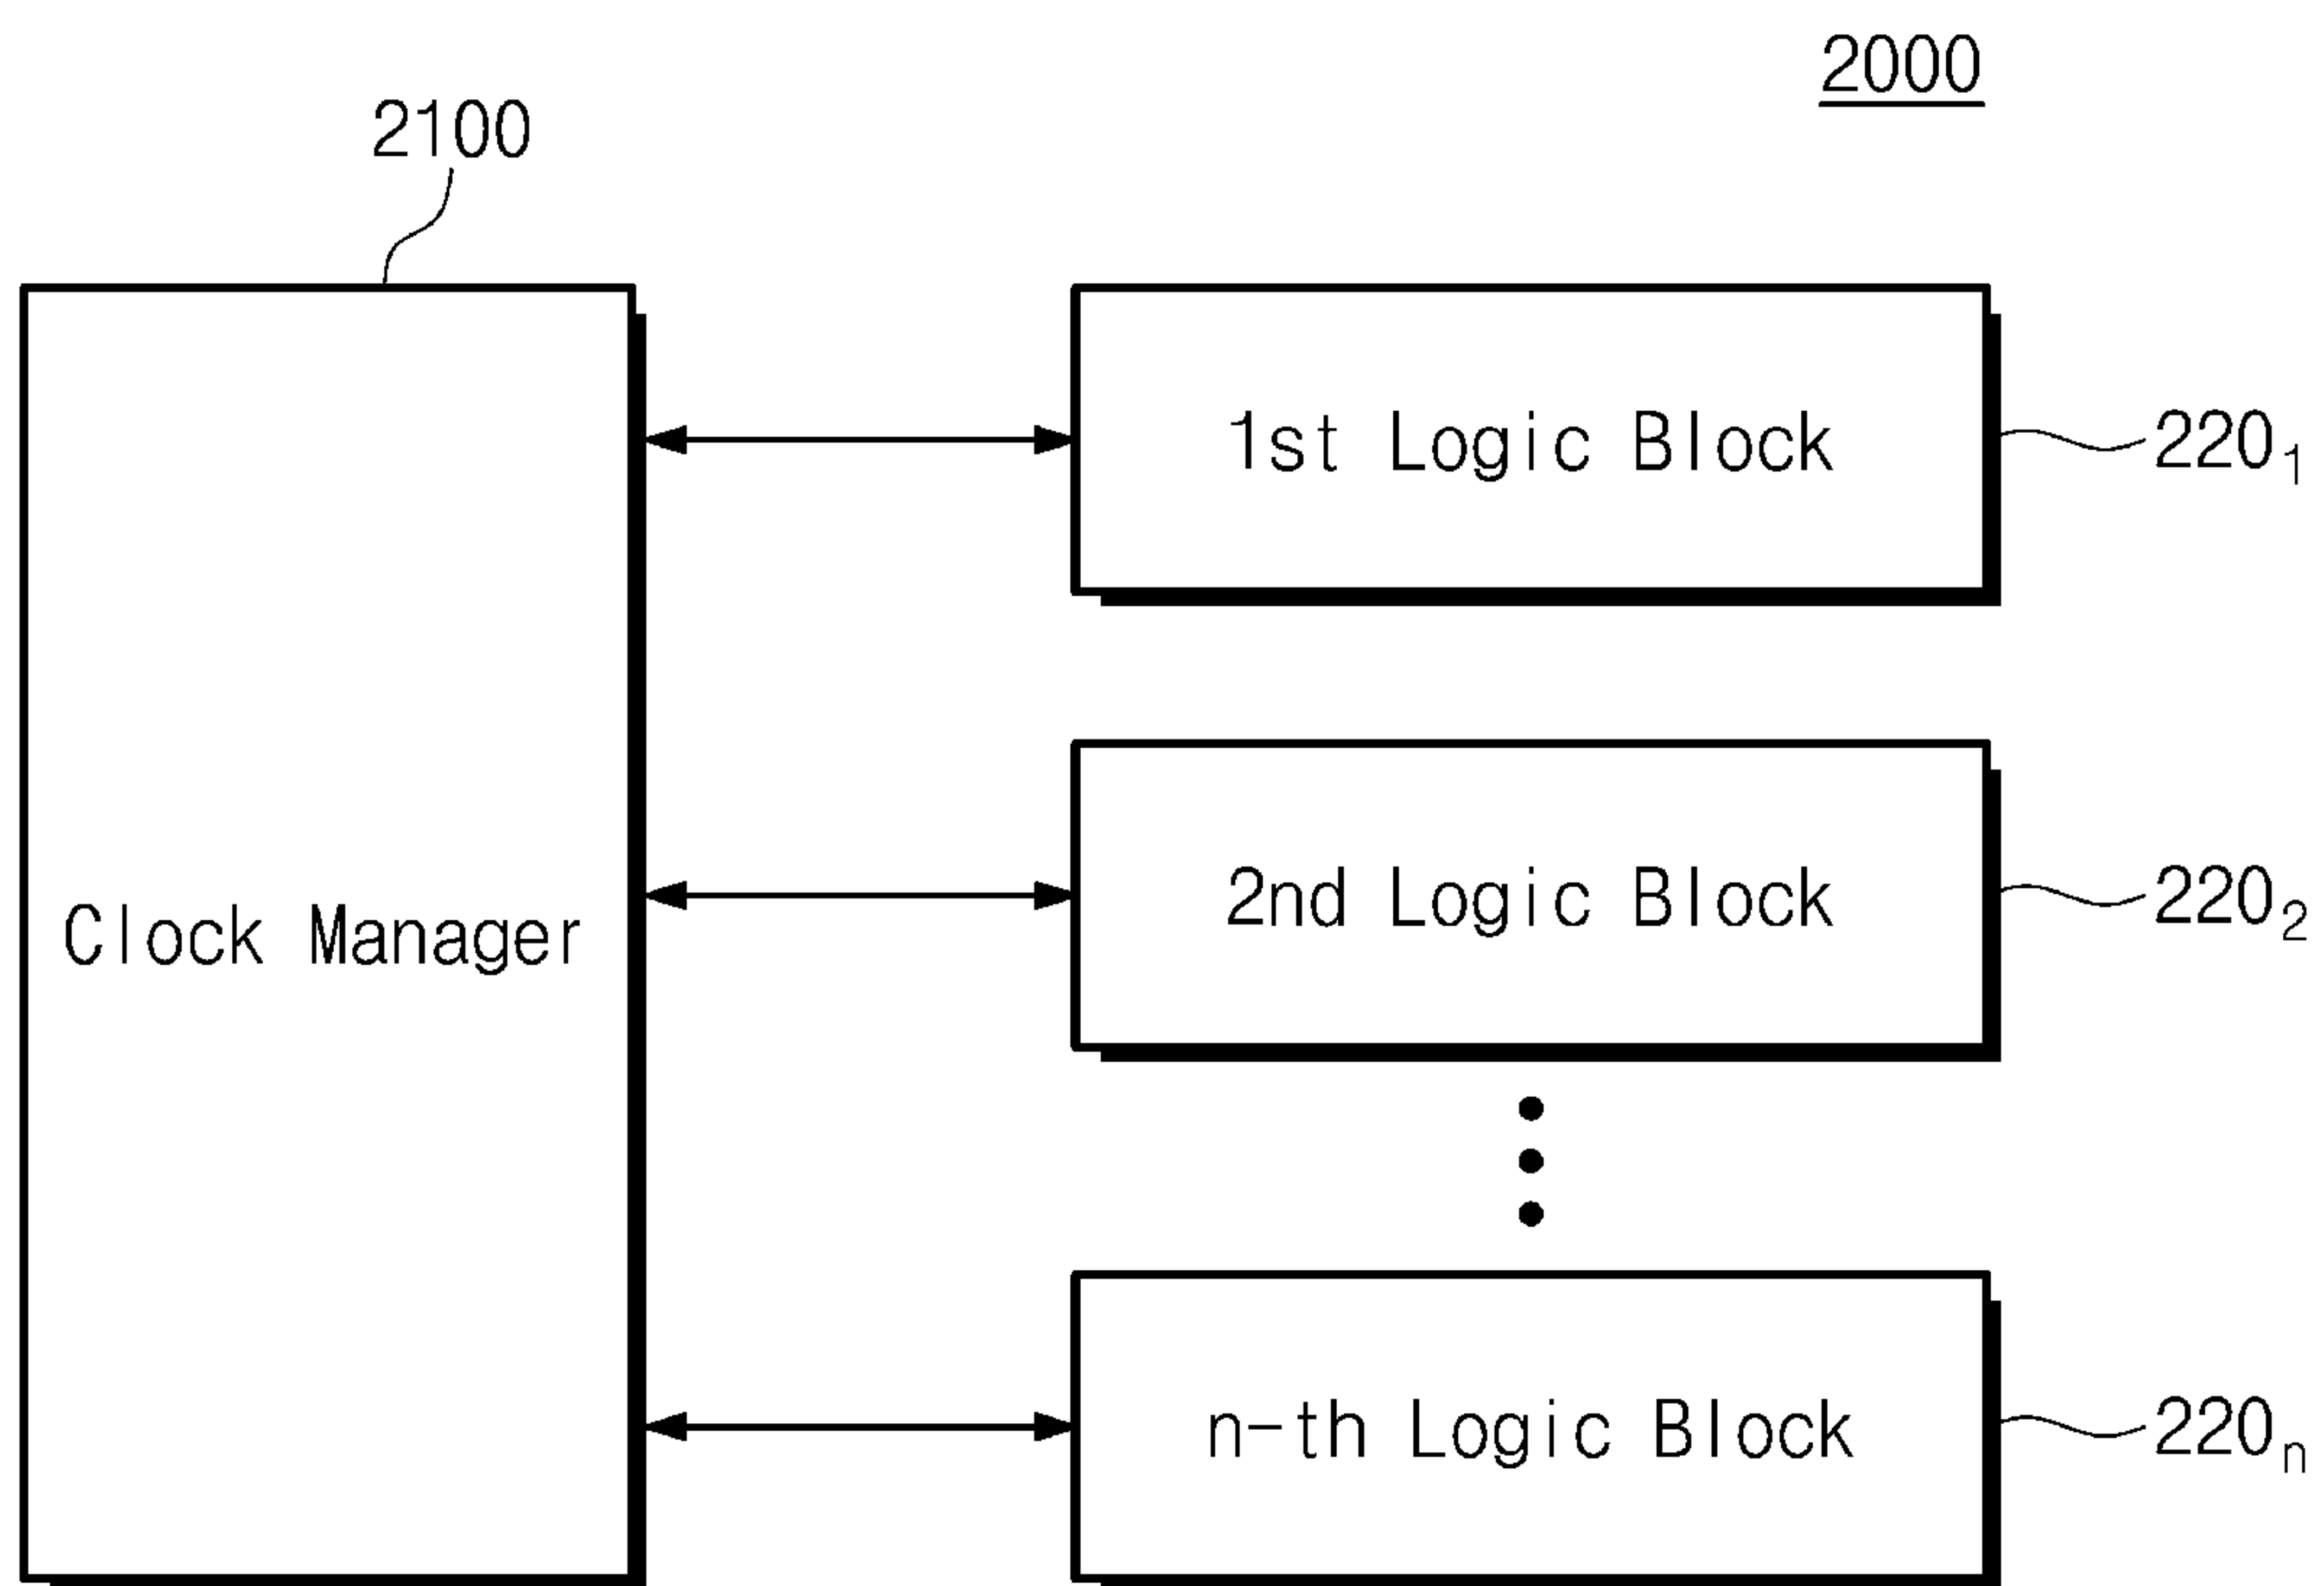 2000
2100
1st Logic Block
220₁
2nd Logic Block
220₂
Clock Manager
n-th Logic Block
220ₙ